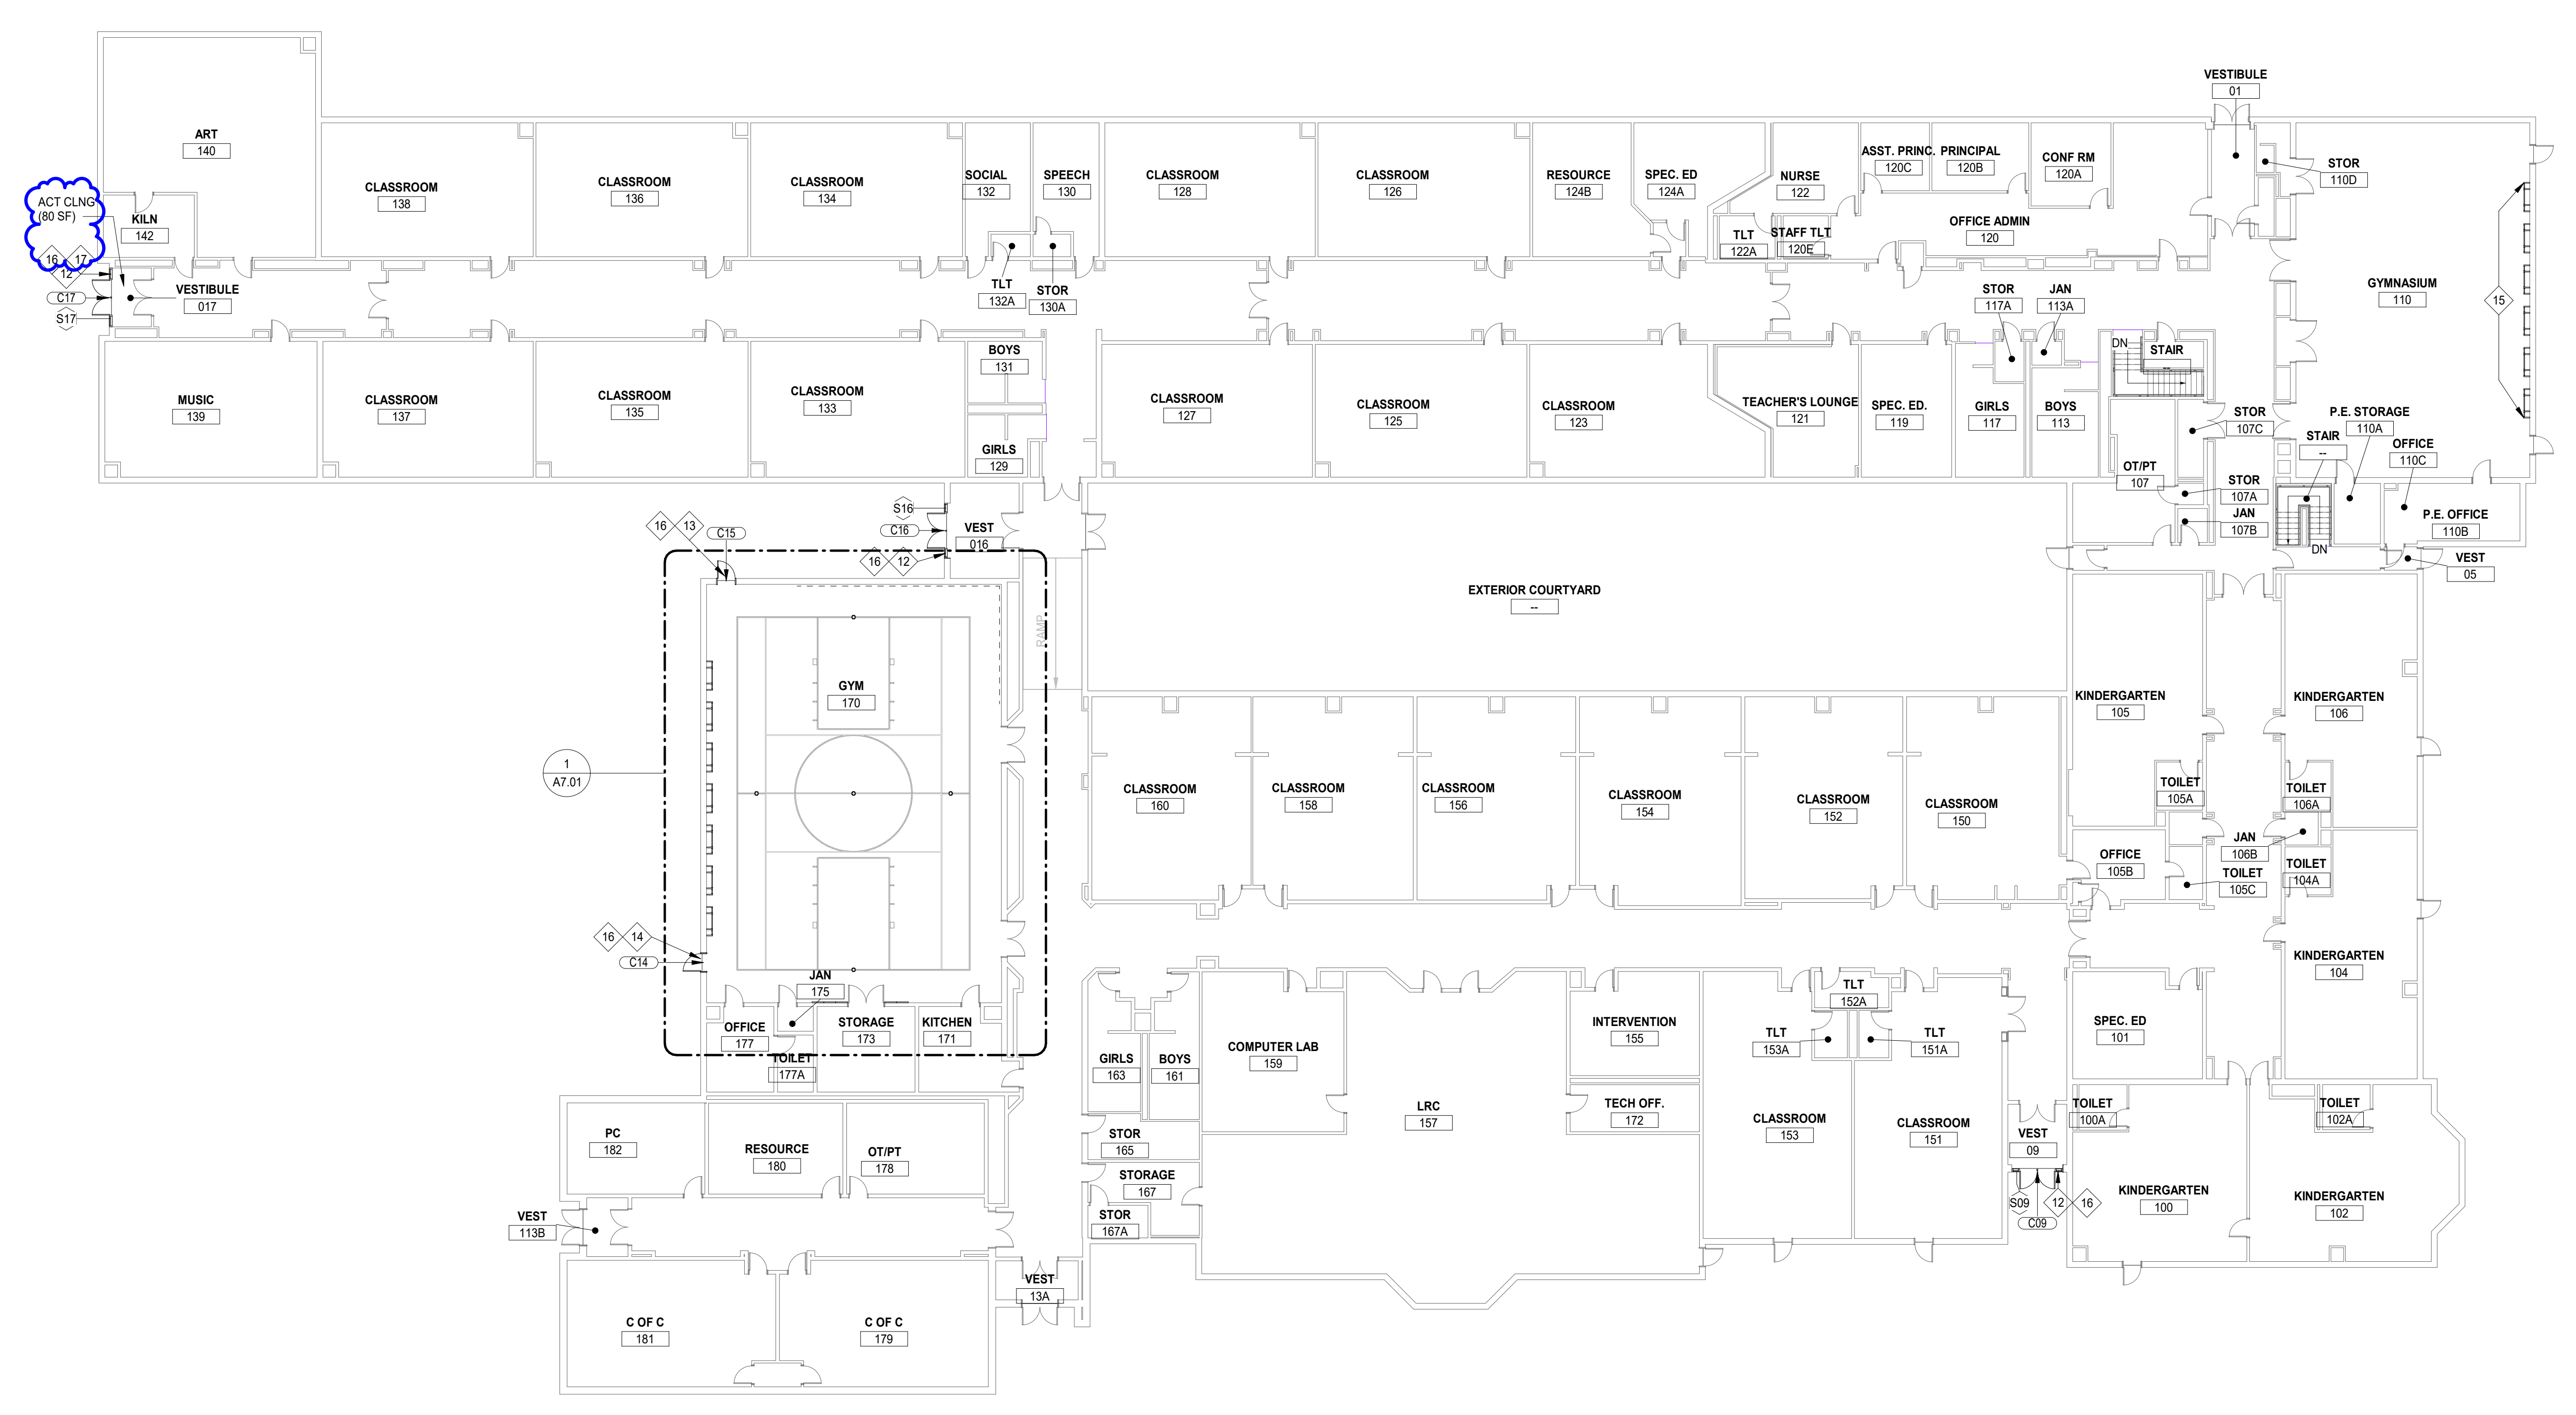 VESTIBULE
01
ART
140
ASST. PRINC.
120C
PRINCIPAL
120B
CONF RM
120A
STOR
110D
CLASSROOM
138
CLASSROOM
136
CLASSROOM
134
SOCIAL
132
SPEECH
130
CLASSROOM
128
CLASSROOM
126
RESOURCE
124B
SPEC. ED
124A
NURSE
122
ACT CLNG
(80 SF)
KILN
142
TLT
122A
STAFF TLT
120E
OFFICE ADMIN
120
16
17
12
C17
S17
VESTIBULE
017
TLT
132A
STOR
130A
STOR
117A
JAN
113A
GYMNASIUM
110
15
BOYS
131
DN
STAIR
--
MUSIC
139
CLASSROOM
137
CLASSROOM
135
CLASSROOM
133
CLASSROOM
127
CLASSROOM
125
CLASSROOM
123
TEACHER'S LOUNGE
121
SPEC. ED.
119
GIRLS
117
BOYS
113
STOR
107C
P.E. STORAGE
110A
STAIR
--
OFFICE
110C
GIRLS
129
OT/PT
107
STOR
107A
JAN
107B
P.E. OFFICE
110B
DN
VEST
05
S16
C16
VEST
016
16
13
C15
16
12
EXTERIOR COURTYARD
--
RAMP
GYM
170
KINDERGARTEN
105
KINDERGARTEN
106
1
A7.01
CLASSROOM
160
CLASSROOM
158
CLASSROOM
156
CLASSROOM
154
CLASSROOM
152
CLASSROOM
150
TOILET
105A
TOILET
106A
JAN
106B
OFFICE
105B
TOILET
105C
TOILET
104A
16
14
C14
JAN
175
KINDERGARTEN
104
OFFICE
177
STORAGE
173
KITCHEN
171
TOILET
177A
GIRLS
163
BOYS
161
COMPUTER LAB
159
INTERVENTION
155
TLT
152A
TLT
153A
TLT
151A
SPEC. ED
101
LRC
157
TECH OFF.
172
CLASSROOM
153
CLASSROOM
151
TOILET
100A
TOILET
102A
PC
182
RESOURCE
180
OT/PT
178
STOR
165
STORAGE
167
STOR
167A
VEST
09
S09
12
16
C09
KINDERGARTEN
100
KINDERGARTEN
102
VEST
113B
VEST
13A
C OF C
181
C OF C
179